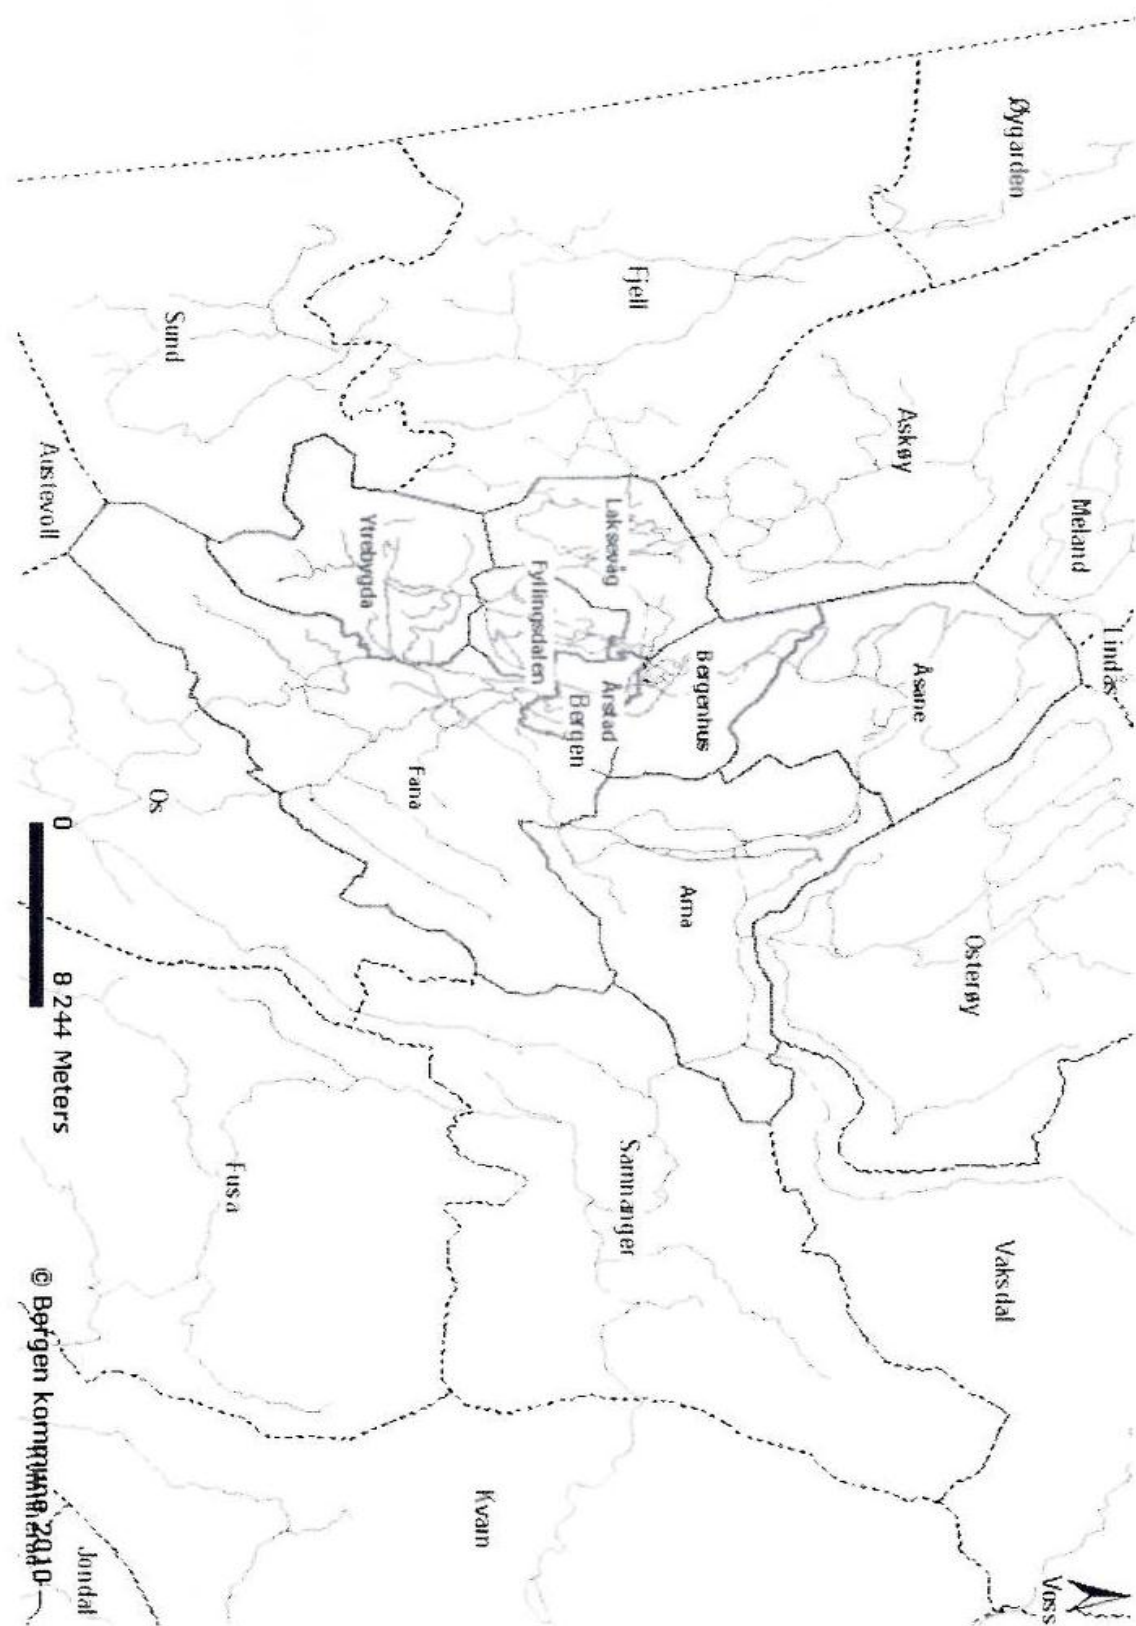 Øygarden
Meland
Lindås
Askøy
Fjell
Sund
Austevoll
Laksevåg
Ytrebygda
Fyllingsdalen
Årstad
Bergen
Bergenhus
Åsane
Fana
Os
Arna
Osterøy
Samnanger
Fusa
Vaksdal
Kvam
Voss
Jondal
0
8 244 Meters
© Bergen kommune 2010